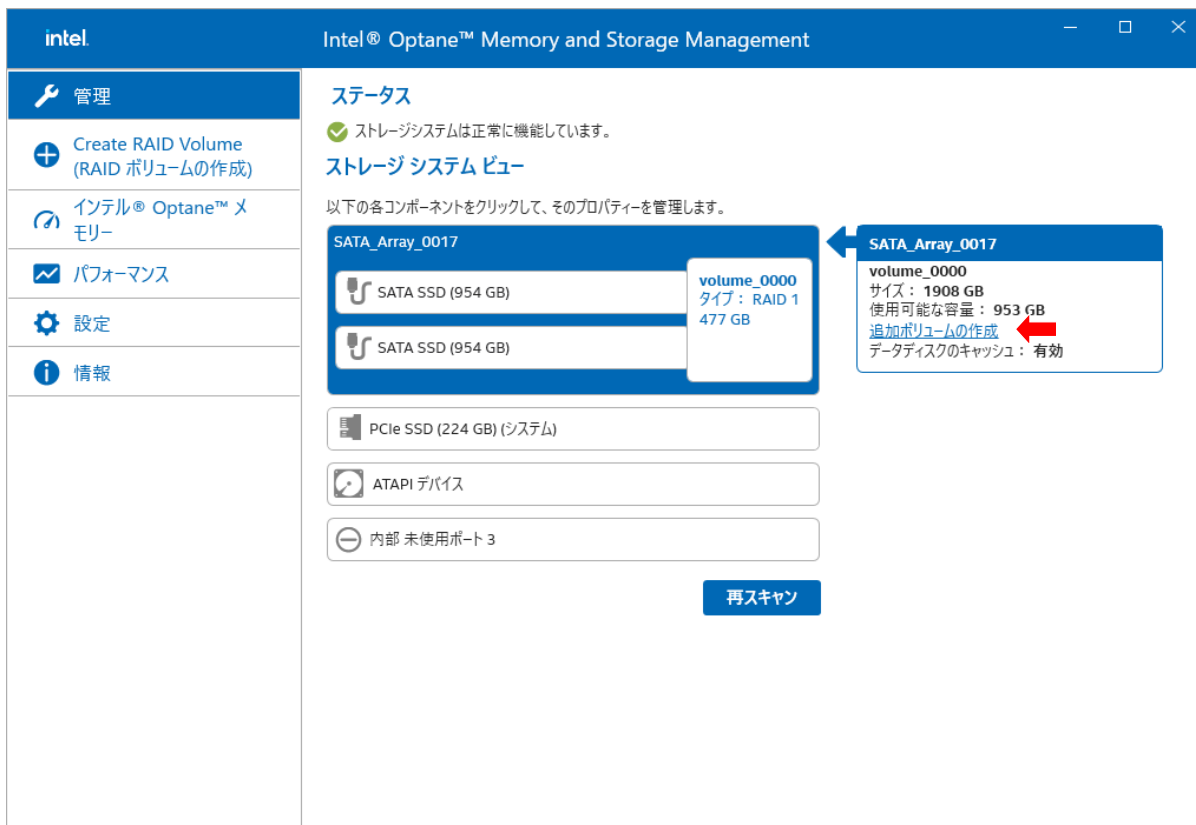 intel.
Intel® Optane™ Memory and Storage Management
管理
Create RAID Volume
(RAID ボリュームの作成)
インテル® Optane™ メ
モリー
パフォーマンス
設定
情報
ステータス
ストレージシステムは正常に機能しています。
ストレージ システム ビュー
以下の各コンポーネントをクリックして、そのプロパティーを管理します。
SATA_Array_0017
SATA SSD (954 GB)
SATA SSD (954 GB)
volume_0000
タイプ： RAID 1
477 GB
PCIe SSD (224 GB) (システム)
ATAPI デバイス
内部 未使用ポート 3
再スキャン
SATA_Array_0017
volume_0000
サイズ： 1908 GB
使用可能な容量： 953 GB
追加ボリュームの作成
データディスクのキャッシュ： 有効